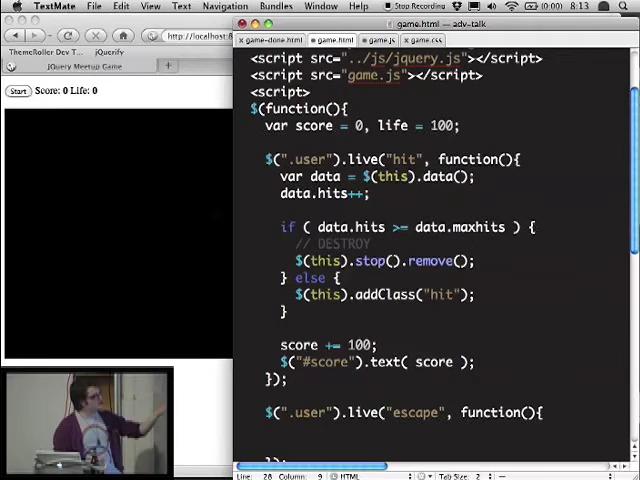 TextMate File Edit View Text Navigation Bundles Window Help Stop Recording (0:00) 8:13
game.html — adv-talk
http://localhost:8
ThemeRoller Dev T jQuerify
jQuery Meetup Game
game-done.html game.html game.js game.css
Start Score: 0 Life: 0
<script src="../js/jquery.js"></script>
<script src="game.js"></script>
<script>
$(function(){
var score = 0, life = 100;
$(".user").live("hit", function(){
var data = $(this).data();
data.hits++;
if ( data.hits >= data.maxhits ) {
// DESTROY
$(this).stop().remove();
} else {
$(this).addClass("hit");
}
score += 100;
$("#score").text( score );
});
$(".user").live("escape", function(){
});
Line: 28 Column: 9 HTML Tab Size: 2